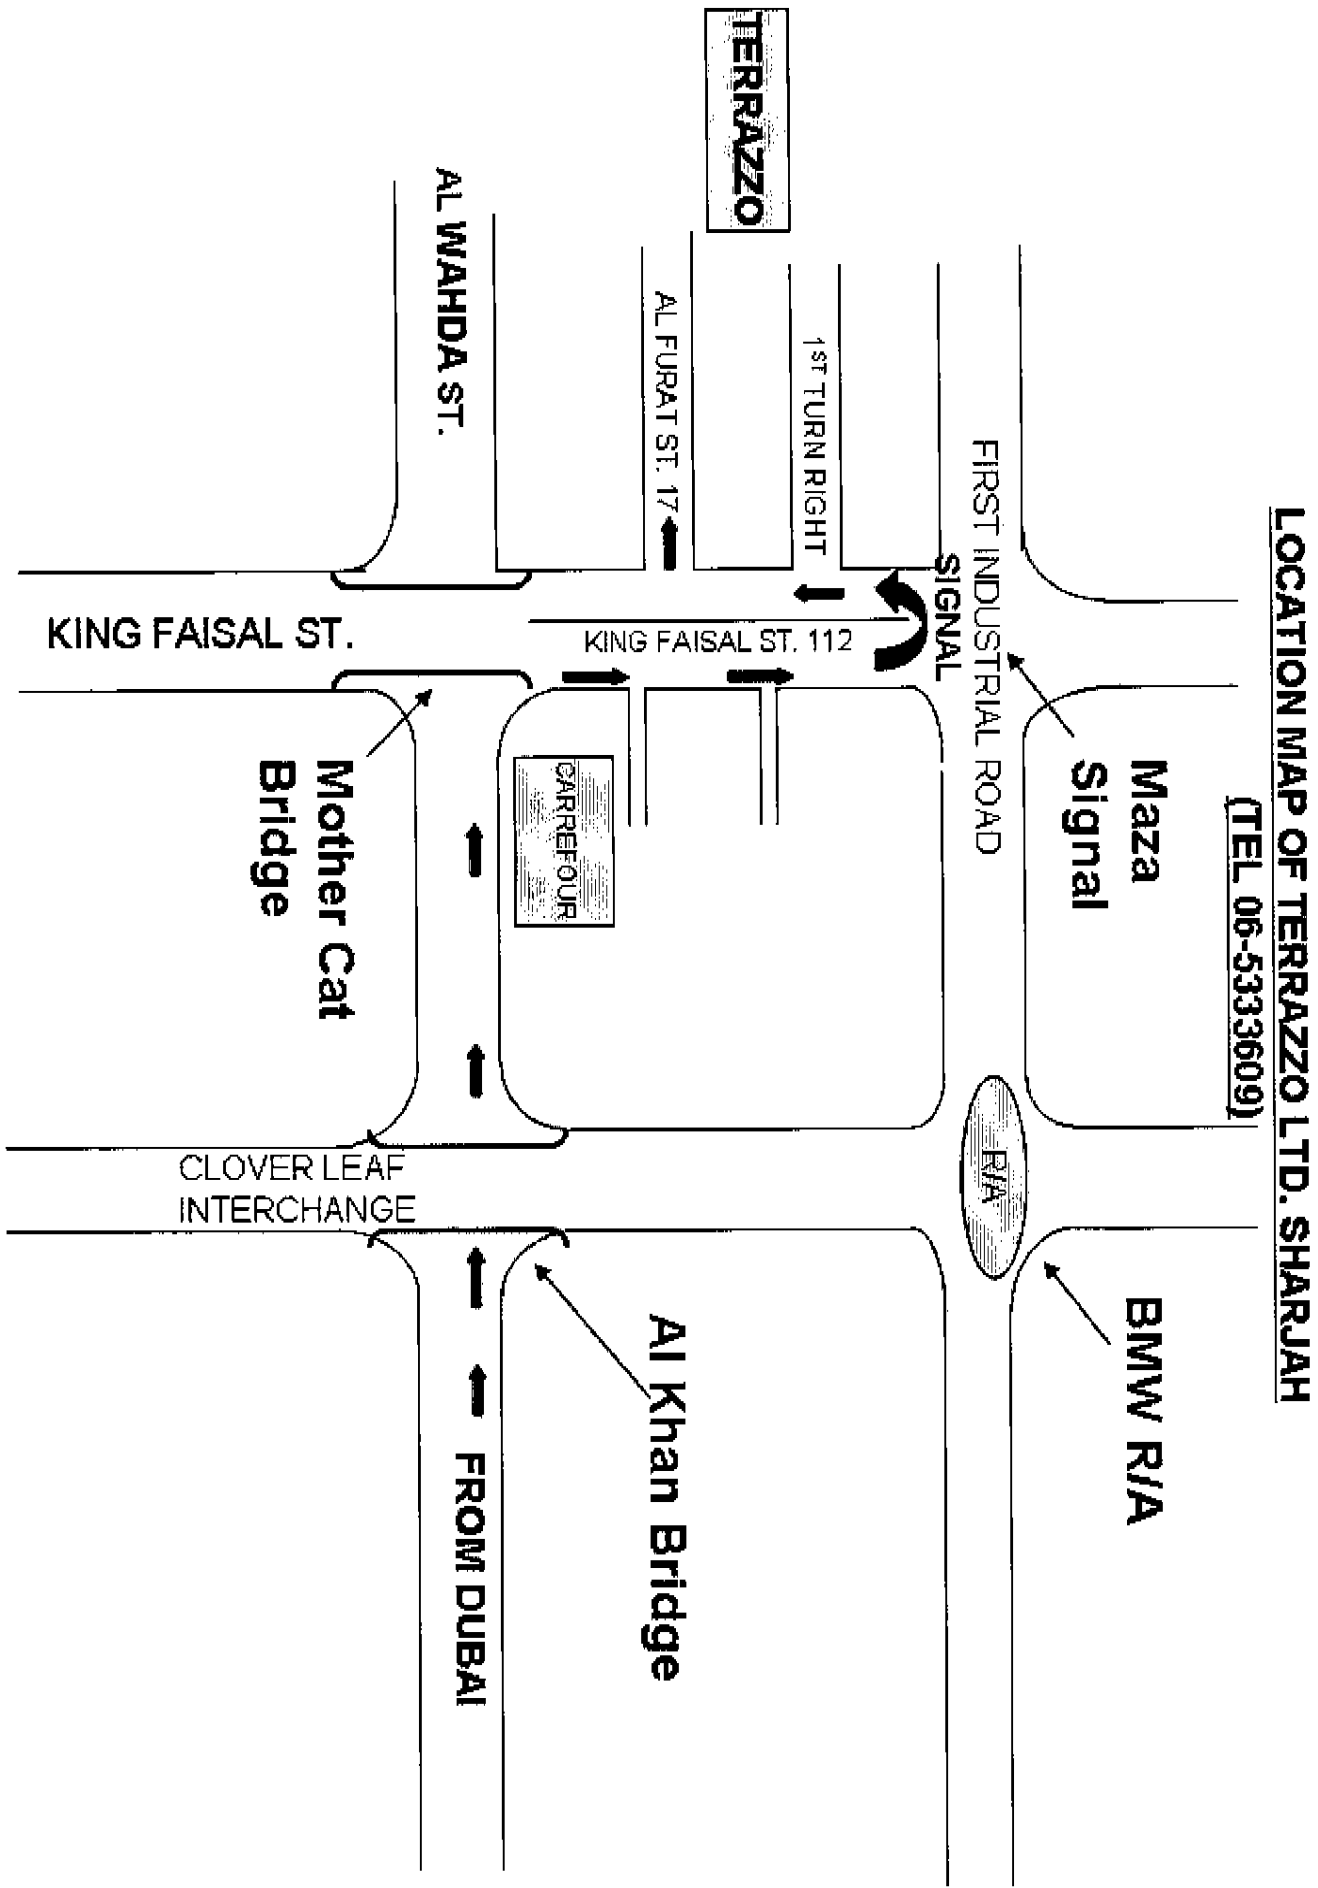 LOCATION MAP OF TERRAZZO LTD. SHARJAH
(TEL 06-5333609)
Maza
Signal
BMW R/A
FIRST INDUSTRIAL ROAD
R/A
SIGNAL
1ST TURN RIGHT
TERRAZZO
AL FURAT ST. 17
KING FAISAL ST. 112
Al Khan Bridge
CARREFOUR
AL WAHDA ST.
FROM DUBAI
KING FAISAL ST.
Mother Cat
Bridge
CLOVER LEAF
INTERCHANGE